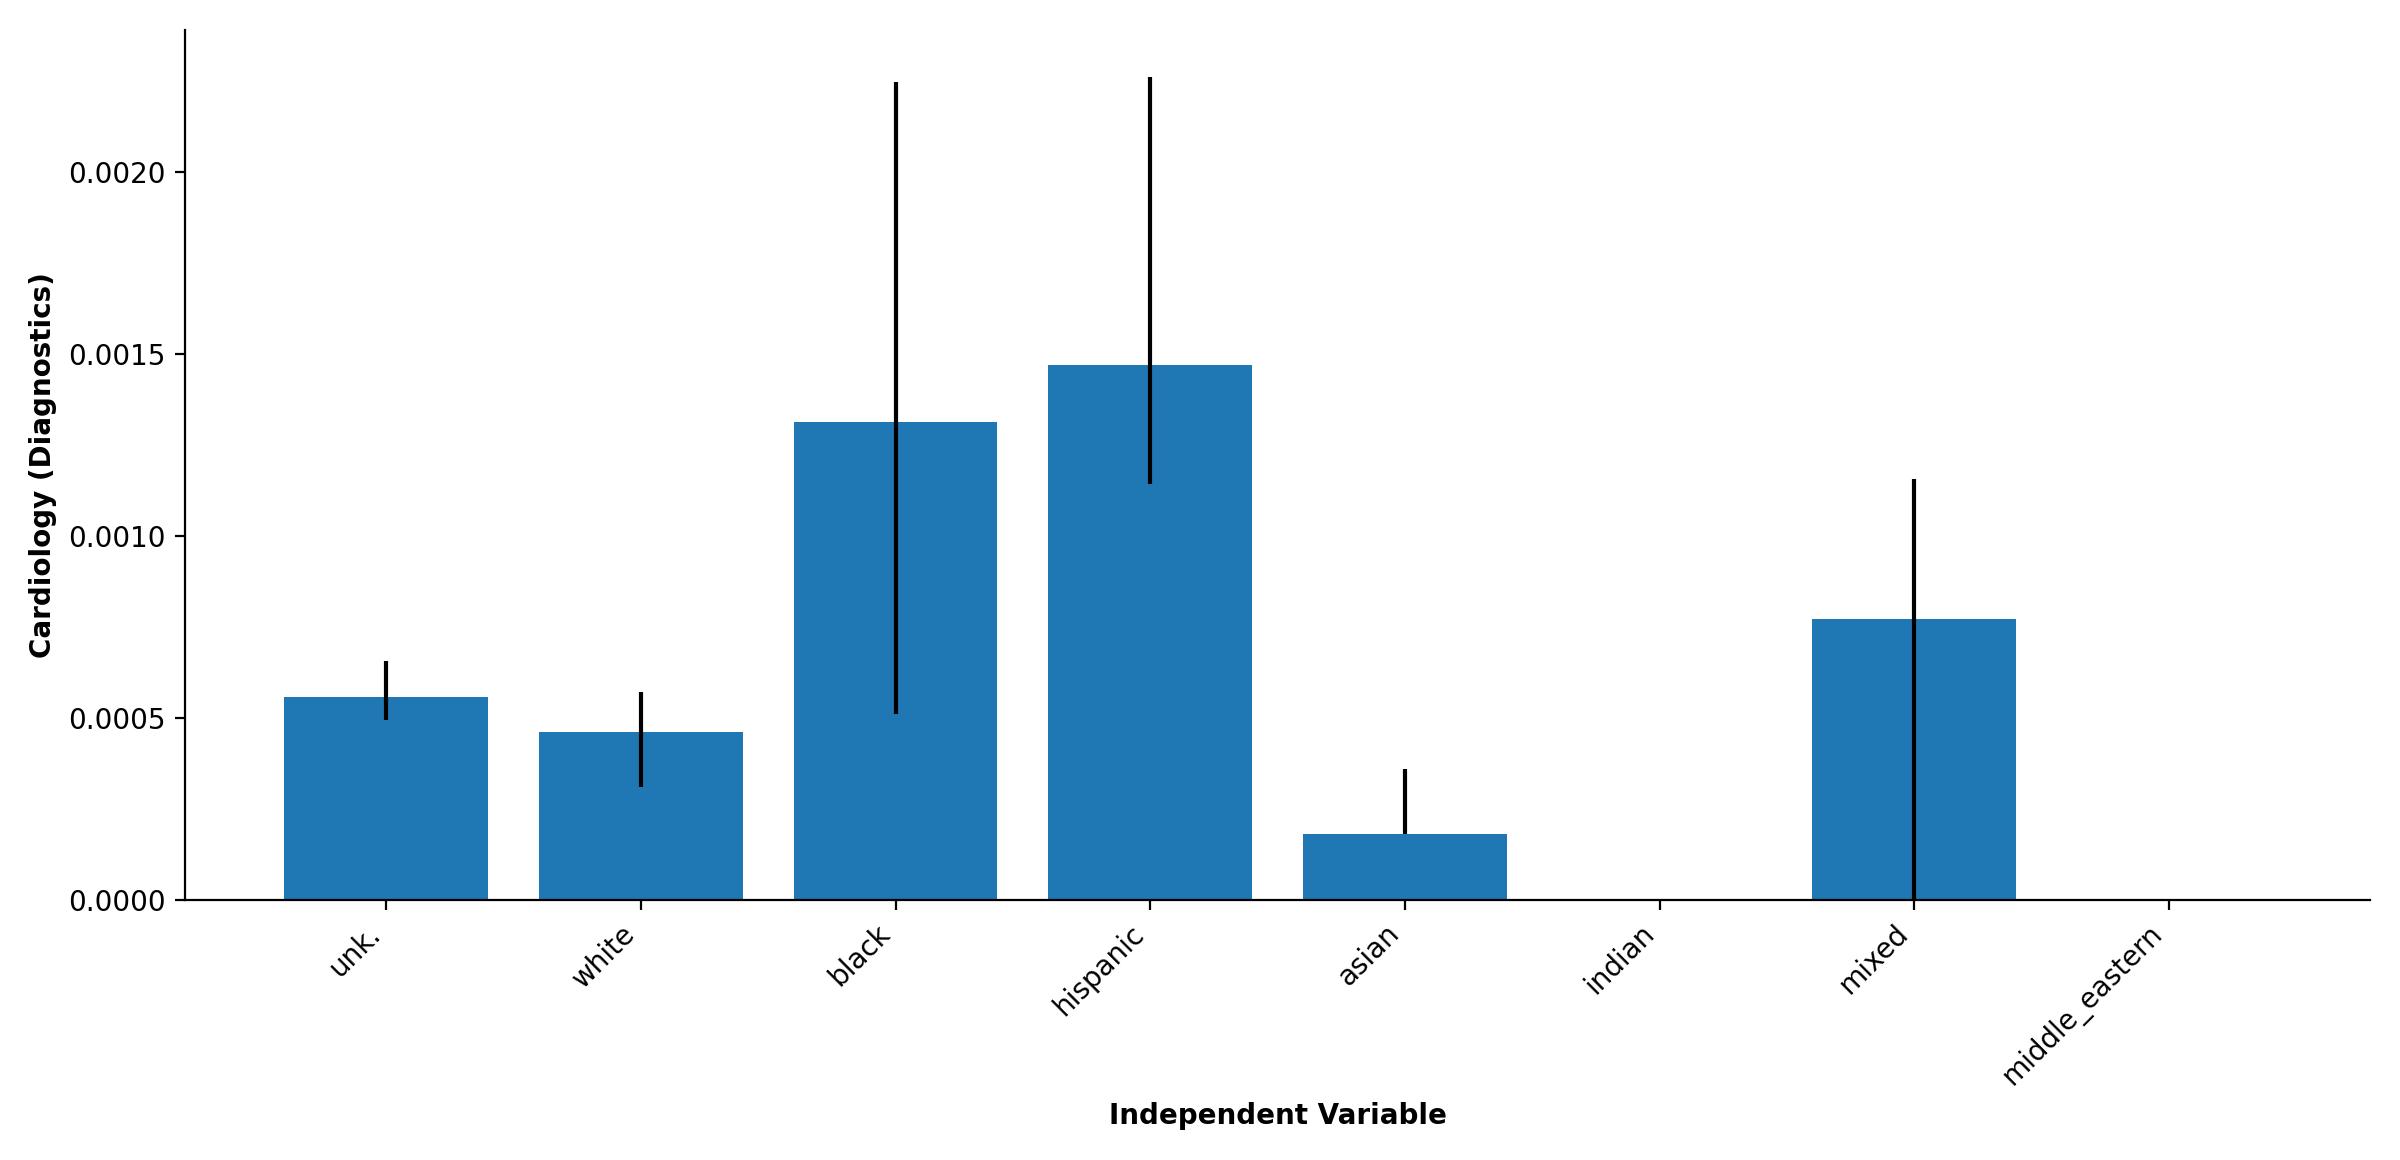 Cardiology (Diagnostics)
0.0020
0.0015
0.0010
0.0005
0.0000
unk.
white
black
hispanic
asian
indian
mixed
middle_eastern
Independent Variable